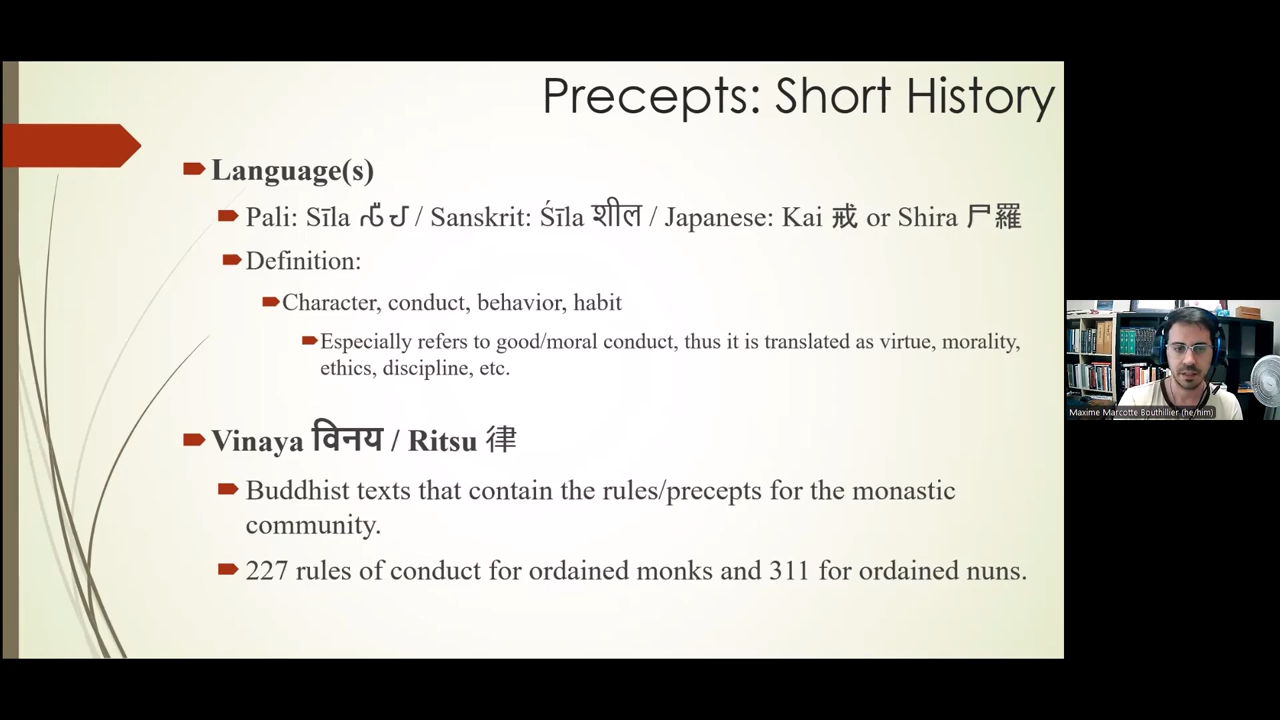 Precepts: Short History
Language(s)
Pali: Sīla / Sanskrit: Śīla शील / Japanese: Kai 戒 or Shira 尸羅
Definition:
Character, conduct, behavior, habit
Especially refers to good/moral conduct, thus it is translated as virtue, morality,
ethics, discipline, etc.
Vinaya विनय / Ritsu 律
Buddhist texts that contain the rules/precepts for the monastic
community.
227 rules of conduct for ordained monks and 311 for ordained nuns.
Maxime Marcotte Bouthillier (he/him)